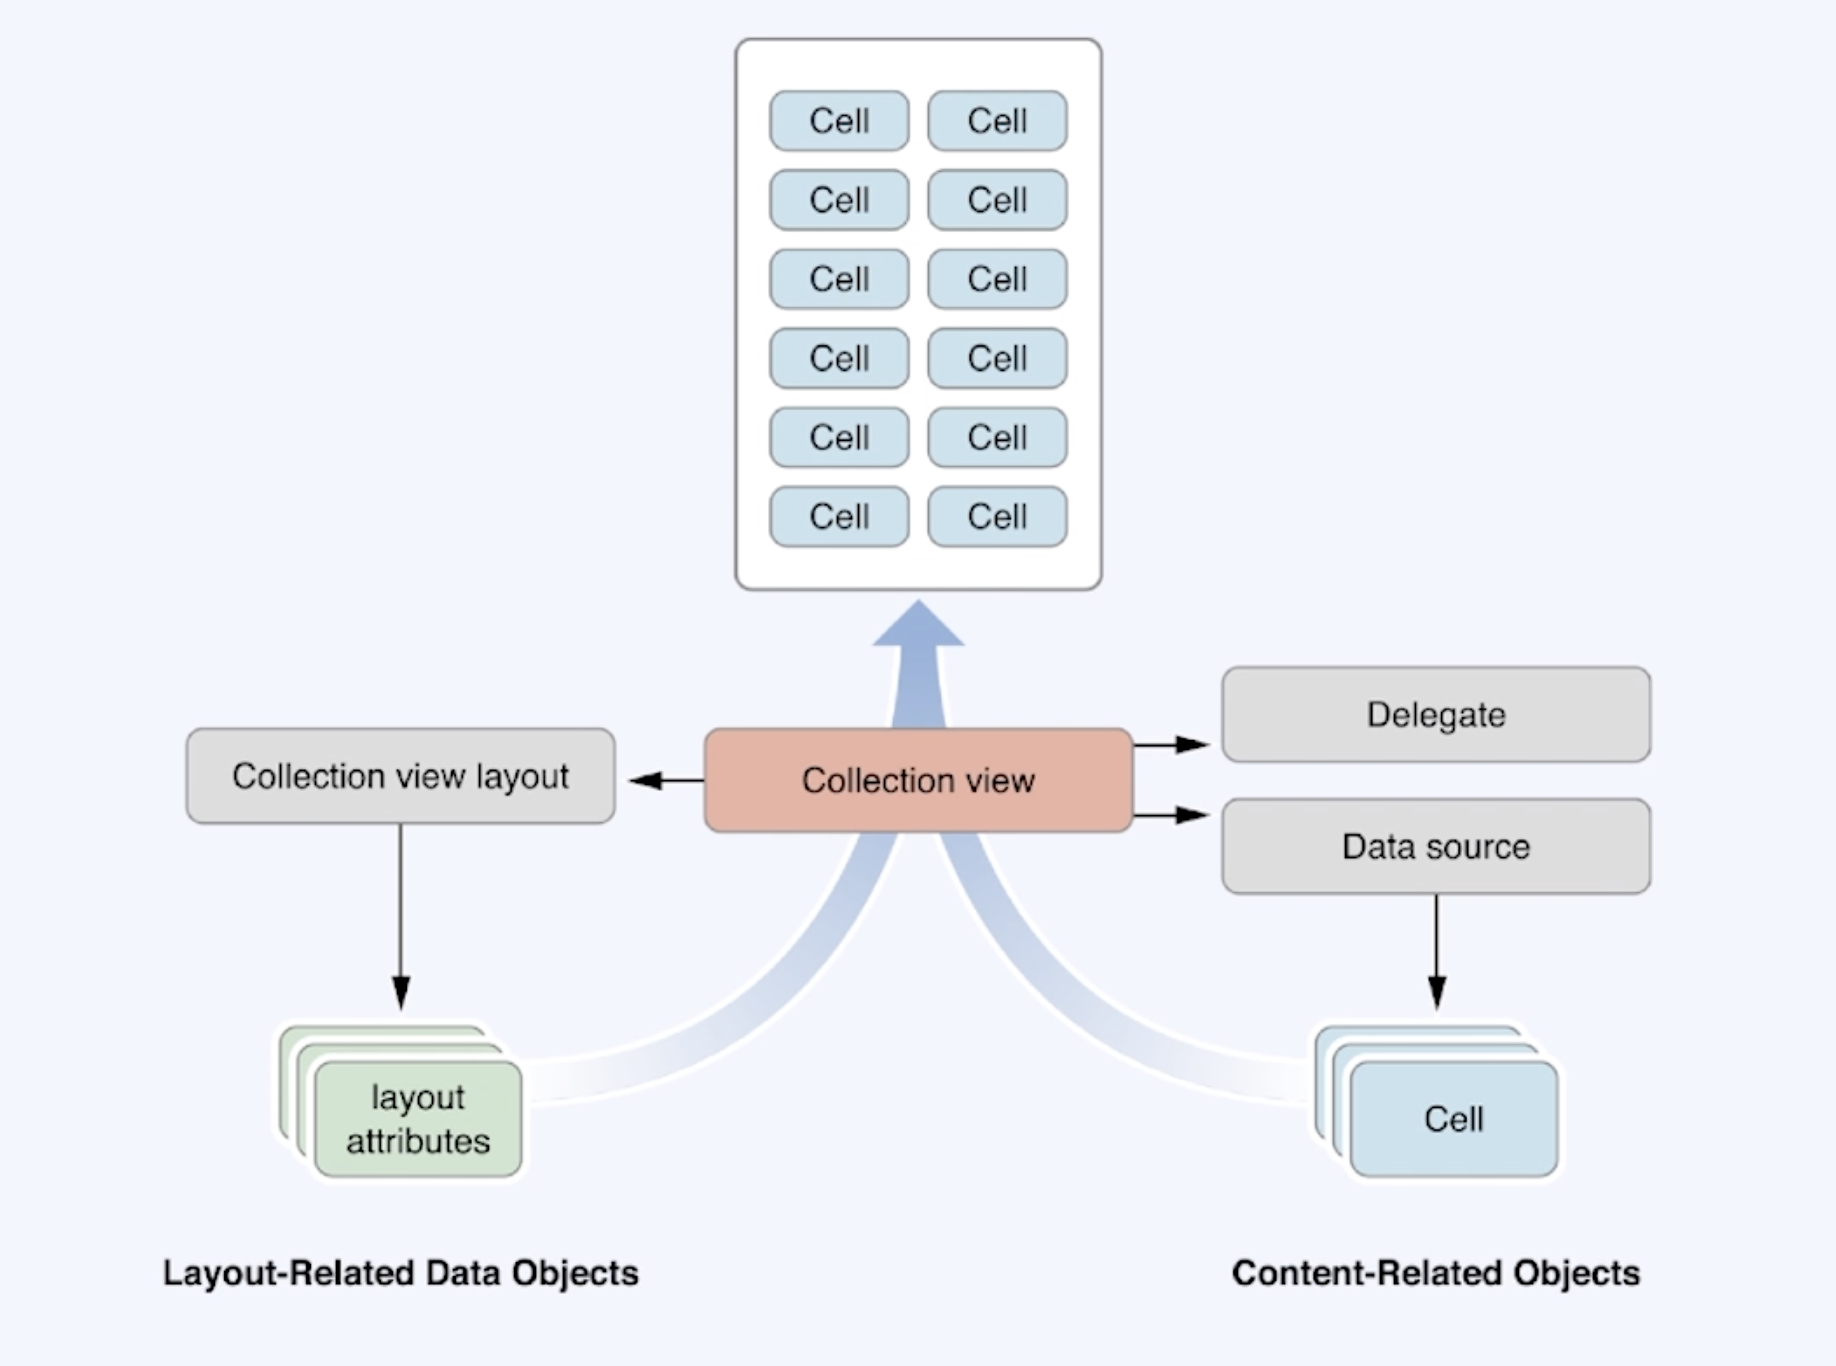 Cell Cell
Cell Cell
Cell Cell
Cell Cell
Cell Cell
Cell Cell
Delegate
Collection view layout
Collection view
Data source
layout
attributes
Cell
Layout-Related Data Objects
Content-Related Objects